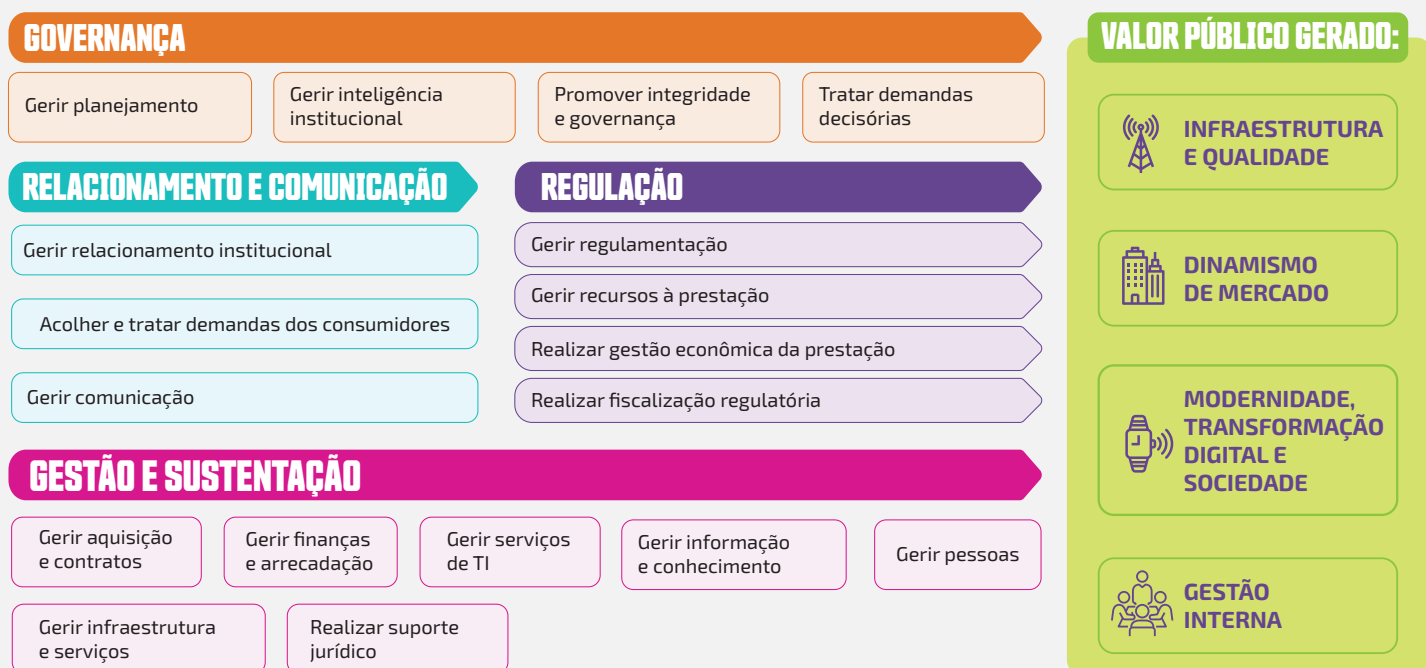 GOVERNANÇA
Gerir planejamento
Gerir inteligência
institucional
Promover integridade
e governança
Tratar demandas
decisórias
RELACIONAMENTO E COMUNICAÇÃO
Gerir relacionamento institucional
Acolher e tratar demandas dos consumidores
Gerir comunicação
REGULAÇÃO
Gerir regulamentação
Gerir recursos à prestação
Realizar gestão econômica da prestação
Realizar fiscalização regulatória
GESTÃO E SUSTENTAÇÃO
Gerir aquisição
e contratos
Gerir finanças
e arrecadação
Gerir serviços
de TI
Gerir informação
e conhecimento
Gerir pessoas
Gerir infraestrutura
e serviços
Realizar suporte
jurídico
VALOR PÚBLICO GERADO:
INFRAESTRUTURA
E QUALIDADE
DINAMISMO
DE MERCADO
MODERNIDADE,
TRANSFORMAÇÃO
DIGITAL E
SOCIEDADE
GESTÃO
INTERNA